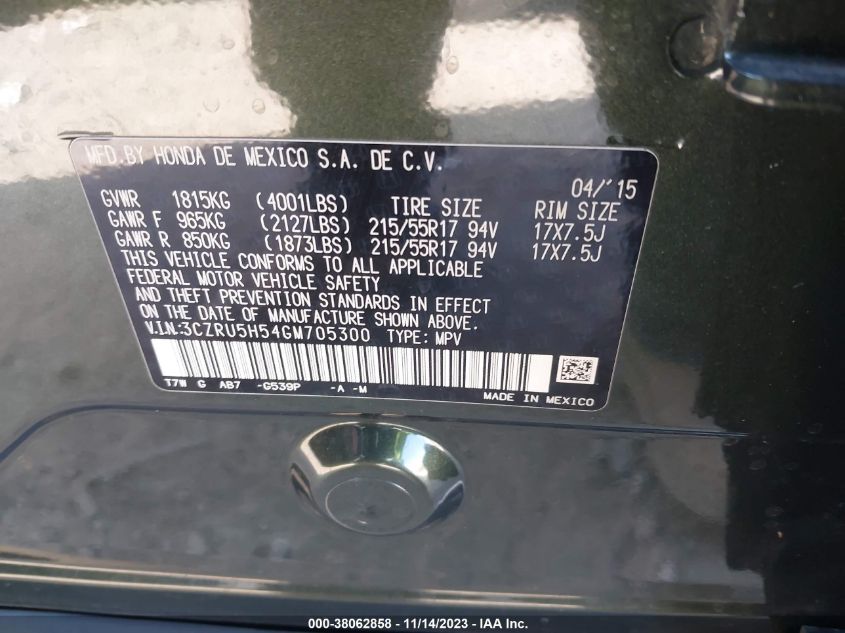 MFD. BY HONDA DE MEXICO S.A. DE C.V.
04/'15
GVWR 1815KG (4001LBS) TIRE SIZE RIM SIZE
GAWR F 965KG (2127LBS) 215/55R17 94V 17X7.5J
GAWR R 850KG (1873LBS) 215/55R17 94V 17X7.5J
THIS VEHICLE CONFORMS TO ALL APPLICABLE
FEDERAL MOTOR VEHICLE SAFETY
AND THEFT PREVENTION STANDARDS IN EFFECT
ON THE DATE OF MANUFACTURE SHOWN ABOVE.
V.I.N.:3CZRU5H54GM705300 TYPE: MPV
T7W G AB7 -G539P -A -M
MADE IN MEXICO
000-38062858 - 11/14/2023 - IAA Inc.